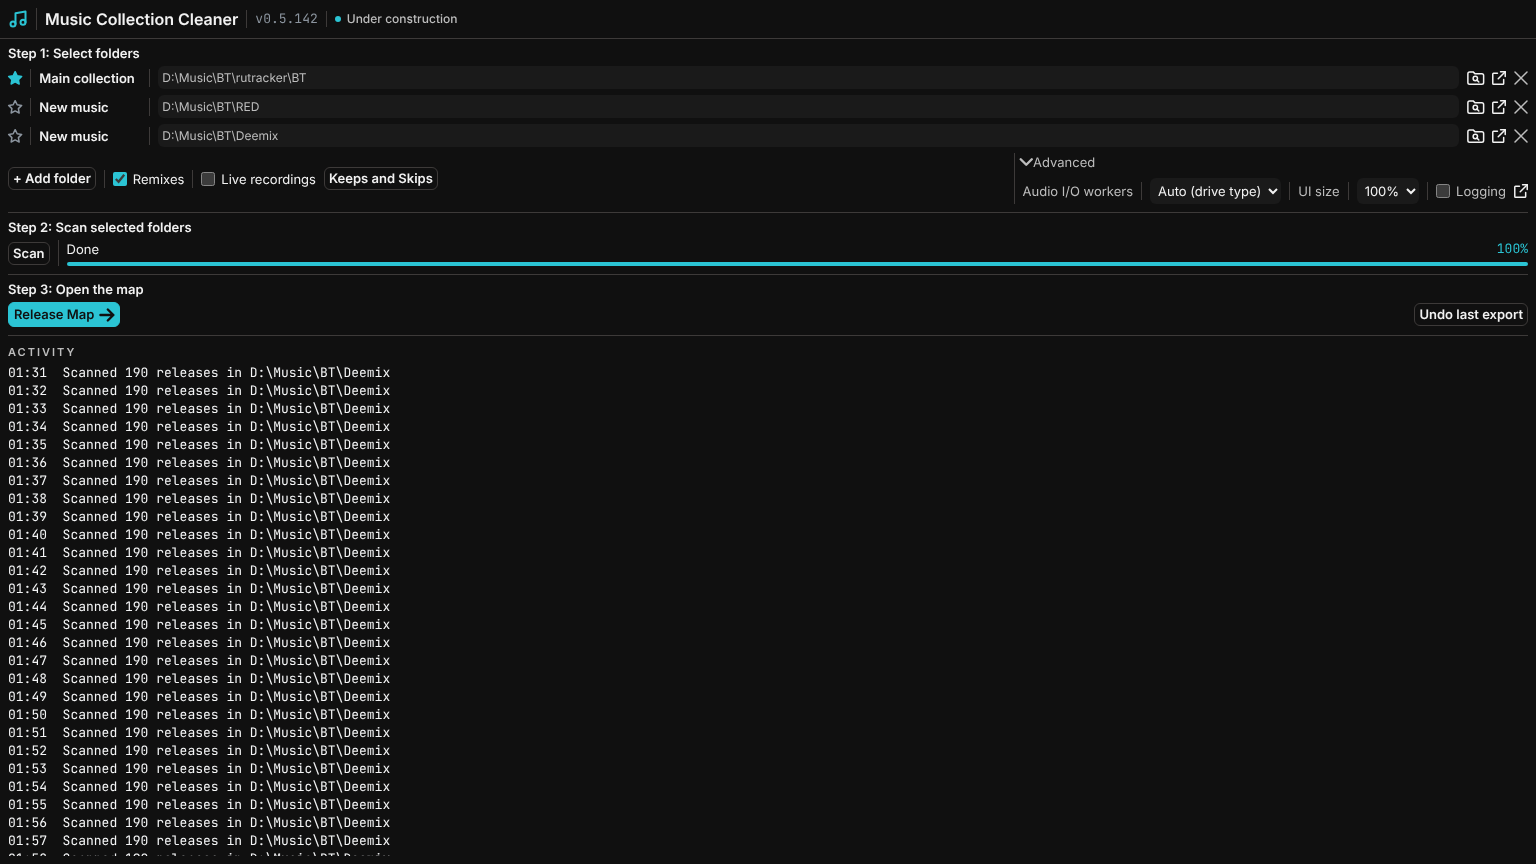 Music Collection Cleaner v0.5.142 Under construction
Step 1: Select folders
Main collection D:\Music\BT\rutracker\BT
New music D:\Music\BT\RED
New music D:\Music\BT\Deemix
Advanced
+ Add folder Remixes Live recordings Keeps and Skips
Audio I/O workers Auto (drive type) UI size 100% Logging
Step 2: Scan selected folders
Scan Done 100%
Step 3: Open the map
Release Map Undo last export
ACTIVITY
01:31 Scanned 190 releases in D:\Music\BT\Deemix
01:32 Scanned 190 releases in D:\Music\BT\Deemix
01:33 Scanned 190 releases in D:\Music\BT\Deemix
01:34 Scanned 190 releases in D:\Music\BT\Deemix
01:35 Scanned 190 releases in D:\Music\BT\Deemix
01:36 Scanned 190 releases in D:\Music\BT\Deemix
01:37 Scanned 190 releases in D:\Music\BT\Deemix
01:38 Scanned 190 releases in D:\Music\BT\Deemix
01:39 Scanned 190 releases in D:\Music\BT\Deemix
01:40 Scanned 190 releases in D:\Music\BT\Deemix
01:41 Scanned 190 releases in D:\Music\BT\Deemix
01:42 Scanned 190 releases in D:\Music\BT\Deemix
01:43 Scanned 190 releases in D:\Music\BT\Deemix
01:44 Scanned 190 releases in D:\Music\BT\Deemix
01:45 Scanned 190 releases in D:\Music\BT\Deemix
01:46 Scanned 190 releases in D:\Music\BT\Deemix
01:47 Scanned 190 releases in D:\Music\BT\Deemix
01:48 Scanned 190 releases in D:\Music\BT\Deemix
01:49 Scanned 190 releases in D:\Music\BT\Deemix
01:50 Scanned 190 releases in D:\Music\BT\Deemix
01:51 Scanned 190 releases in D:\Music\BT\Deemix
01:52 Scanned 190 releases in D:\Music\BT\Deemix
01:53 Scanned 190 releases in D:\Music\BT\Deemix
01:54 Scanned 190 releases in D:\Music\BT\Deemix
01:55 Scanned 190 releases in D:\Music\BT\Deemix
01:56 Scanned 190 releases in D:\Music\BT\Deemix
01:57 Scanned 190 releases in D:\Music\BT\Deemix